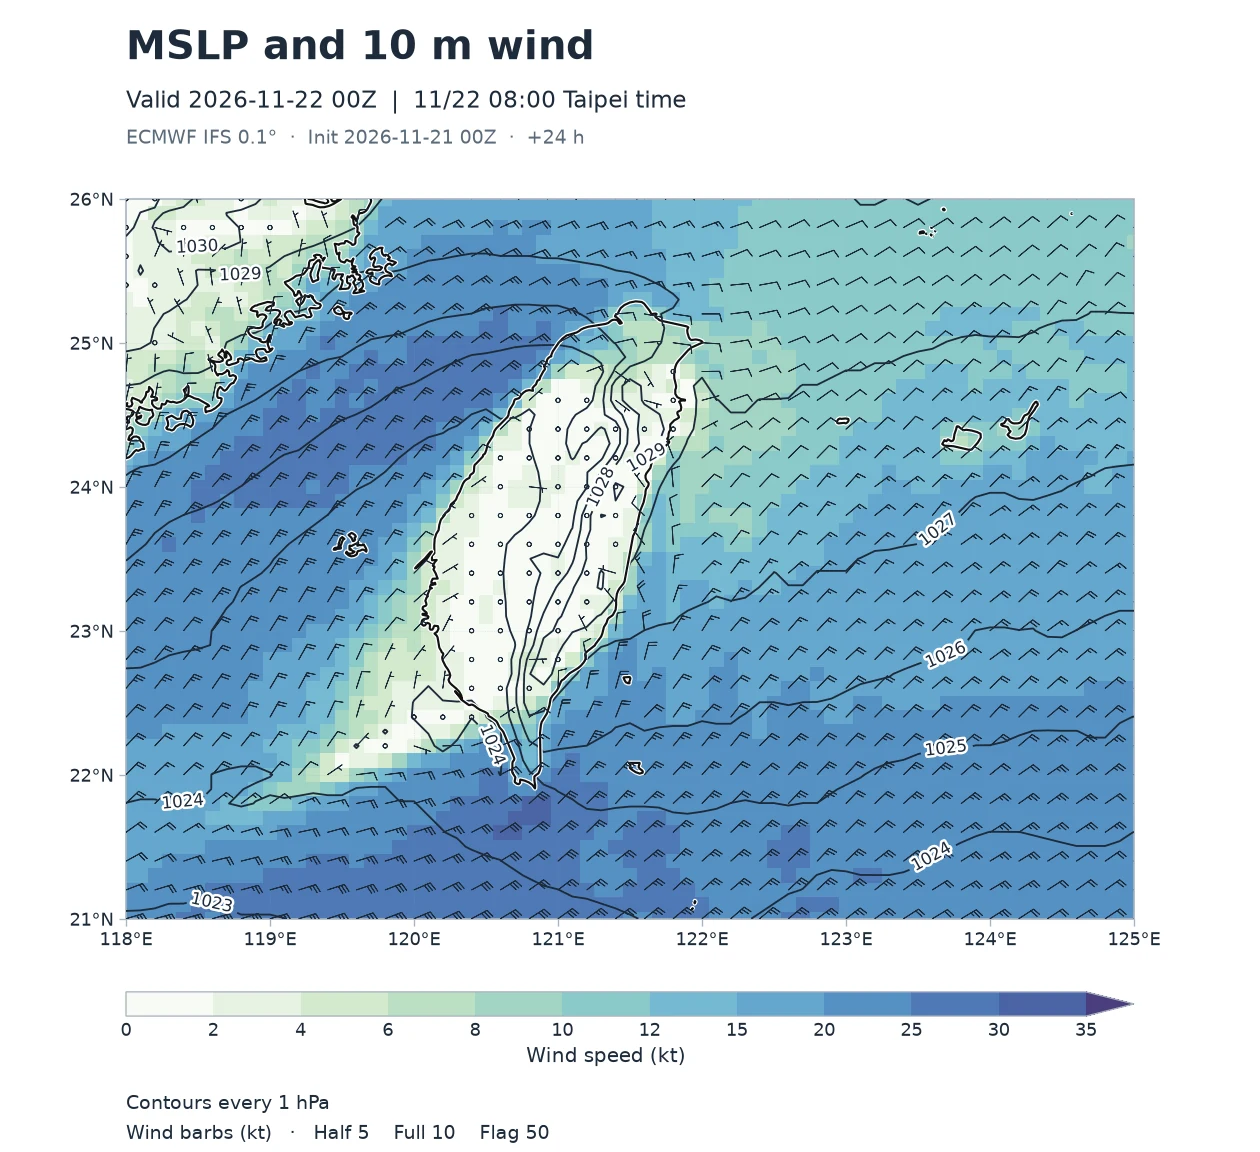 MSLP and 10 m wind
Valid 2026-11-22 00Z | 11/22 08:00 Taipei time
ECMWF IFS 0.1° · Init 2026-11-21 00Z · +24 h
26°N
1030
1029
25°N
24°N
1029
1028
1027
23°N
1026
1025
1024
22°N
1024
1024
1023
21°N
118°E 119°E 120°E 121°E 122°E 123°E 124°E 125°E
0 2 4 6 8 10 12 15 20 25 30 35
Wind speed (kt)
Contours every 1 hPa
Wind barbs (kt) · Half 5 Full 10 Flag 50